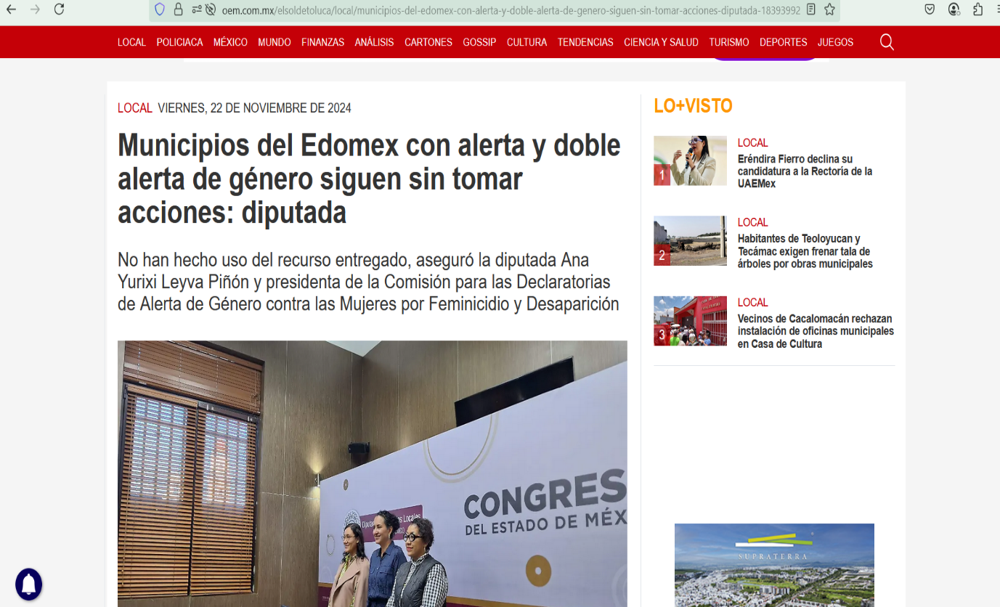 oem.com.mx/elsoldetoluca/local/municipios-del-edomex-con-alerta-y-doble-alerta-de-genero-siguen-sin-tomar-acciones-diputada-18393992
LOCAL POLICIACA MÉXICO MUNDO FINANZAS ANÁLISIS CARTONES GOSSIP CULTURA TENDENCIAS CIENCIA Y SALUD TURISMO DEPORTES JUEGOS
LOCAL VIERNES, 22 DE NOVIEMBRE DE 2024
Municipios del Edomex con alerta y doble
alerta de género siguen sin tomar
acciones: diputada
No han hecho uso del recurso entregado, aseguró la diputada Ana
Yurixi Leyva Piñón y presidenta de la Comisión para las Declaratorias
de Alerta de Género contra las Mujeres por Feminicidio y Desaparición
CONGRES
DEL ESTADO DE MÉX
Locales
LO+VISTO
1
LOCAL
Eréndira Fierro declina su
candidatura a la Rectoría de la
UAEMex
2
LOCAL
Habitantes de Teoloyucan y
Tecámac exigen frenar tala de
árboles por obras municipales
3
LOCAL
Vecinos de Cacalomacán rechazan
instalación de oficinas municipales
en Casa de Cultura
SUPRATERRA